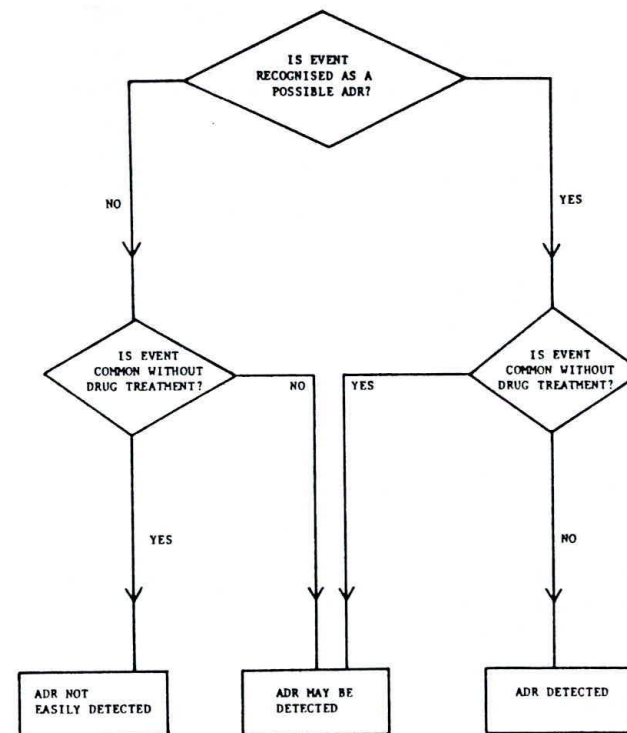 IS EVENT
RECOGNISED AS A
POSSIBLE ADR?
NO
YES
IS EVENT
COMMON WITHOUT
DRUG TREATMENT?
NO
YES
IS EVENT
COMMON WITHOUT
DRUG TREATMENT?
YES
NO
ADR NOT
EASILY DETECTED
ADR MAY BE
DETECTED
ADR DETECTED